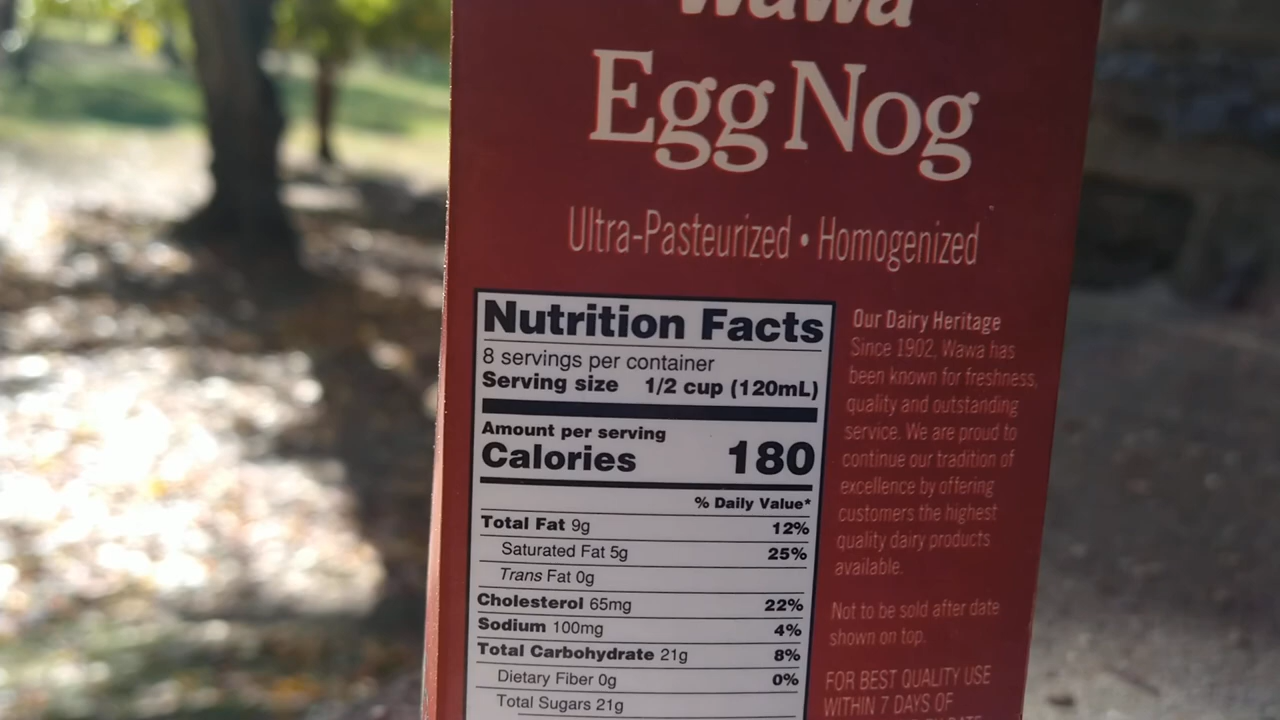 Wawa
Egg Nog
Ultra-Pasteurized • Homogenized
Nutrition Facts
8 servings per container
Serving size 1/2 cup (120mL)
Amount per serving
Calories 180
% Daily Value*
Total Fat 9g 12%
Saturated Fat 5g 25%
Trans Fat 0g
Cholesterol 65mg 22%
Sodium 100mg 4%
Total Carbohydrate 21g 8%
Dietary Fiber 0g 0%
Total Sugars 21g
Our Dairy Heritage
Since 1902, Wawa has
been known for freshness,
quality and outstanding
service. We are proud to
continue our tradition of
excellence by offering
customers the highest
quality dairy products
available.
Not to be sold after date
shown on top.
FOR BEST QUALITY USE
WITHIN 7 DAYS OF